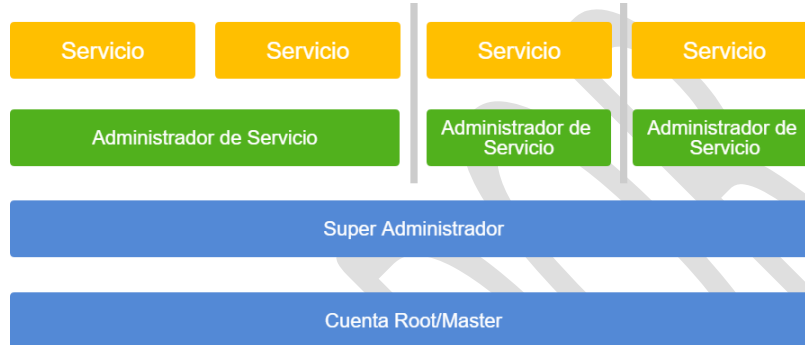 Servicio
Servicio
Servicio
Servicio
Administrador de Servicio
Administrador de
Servicio
Administrador de
Servicio
Super Administrador
Cuenta Root/Master